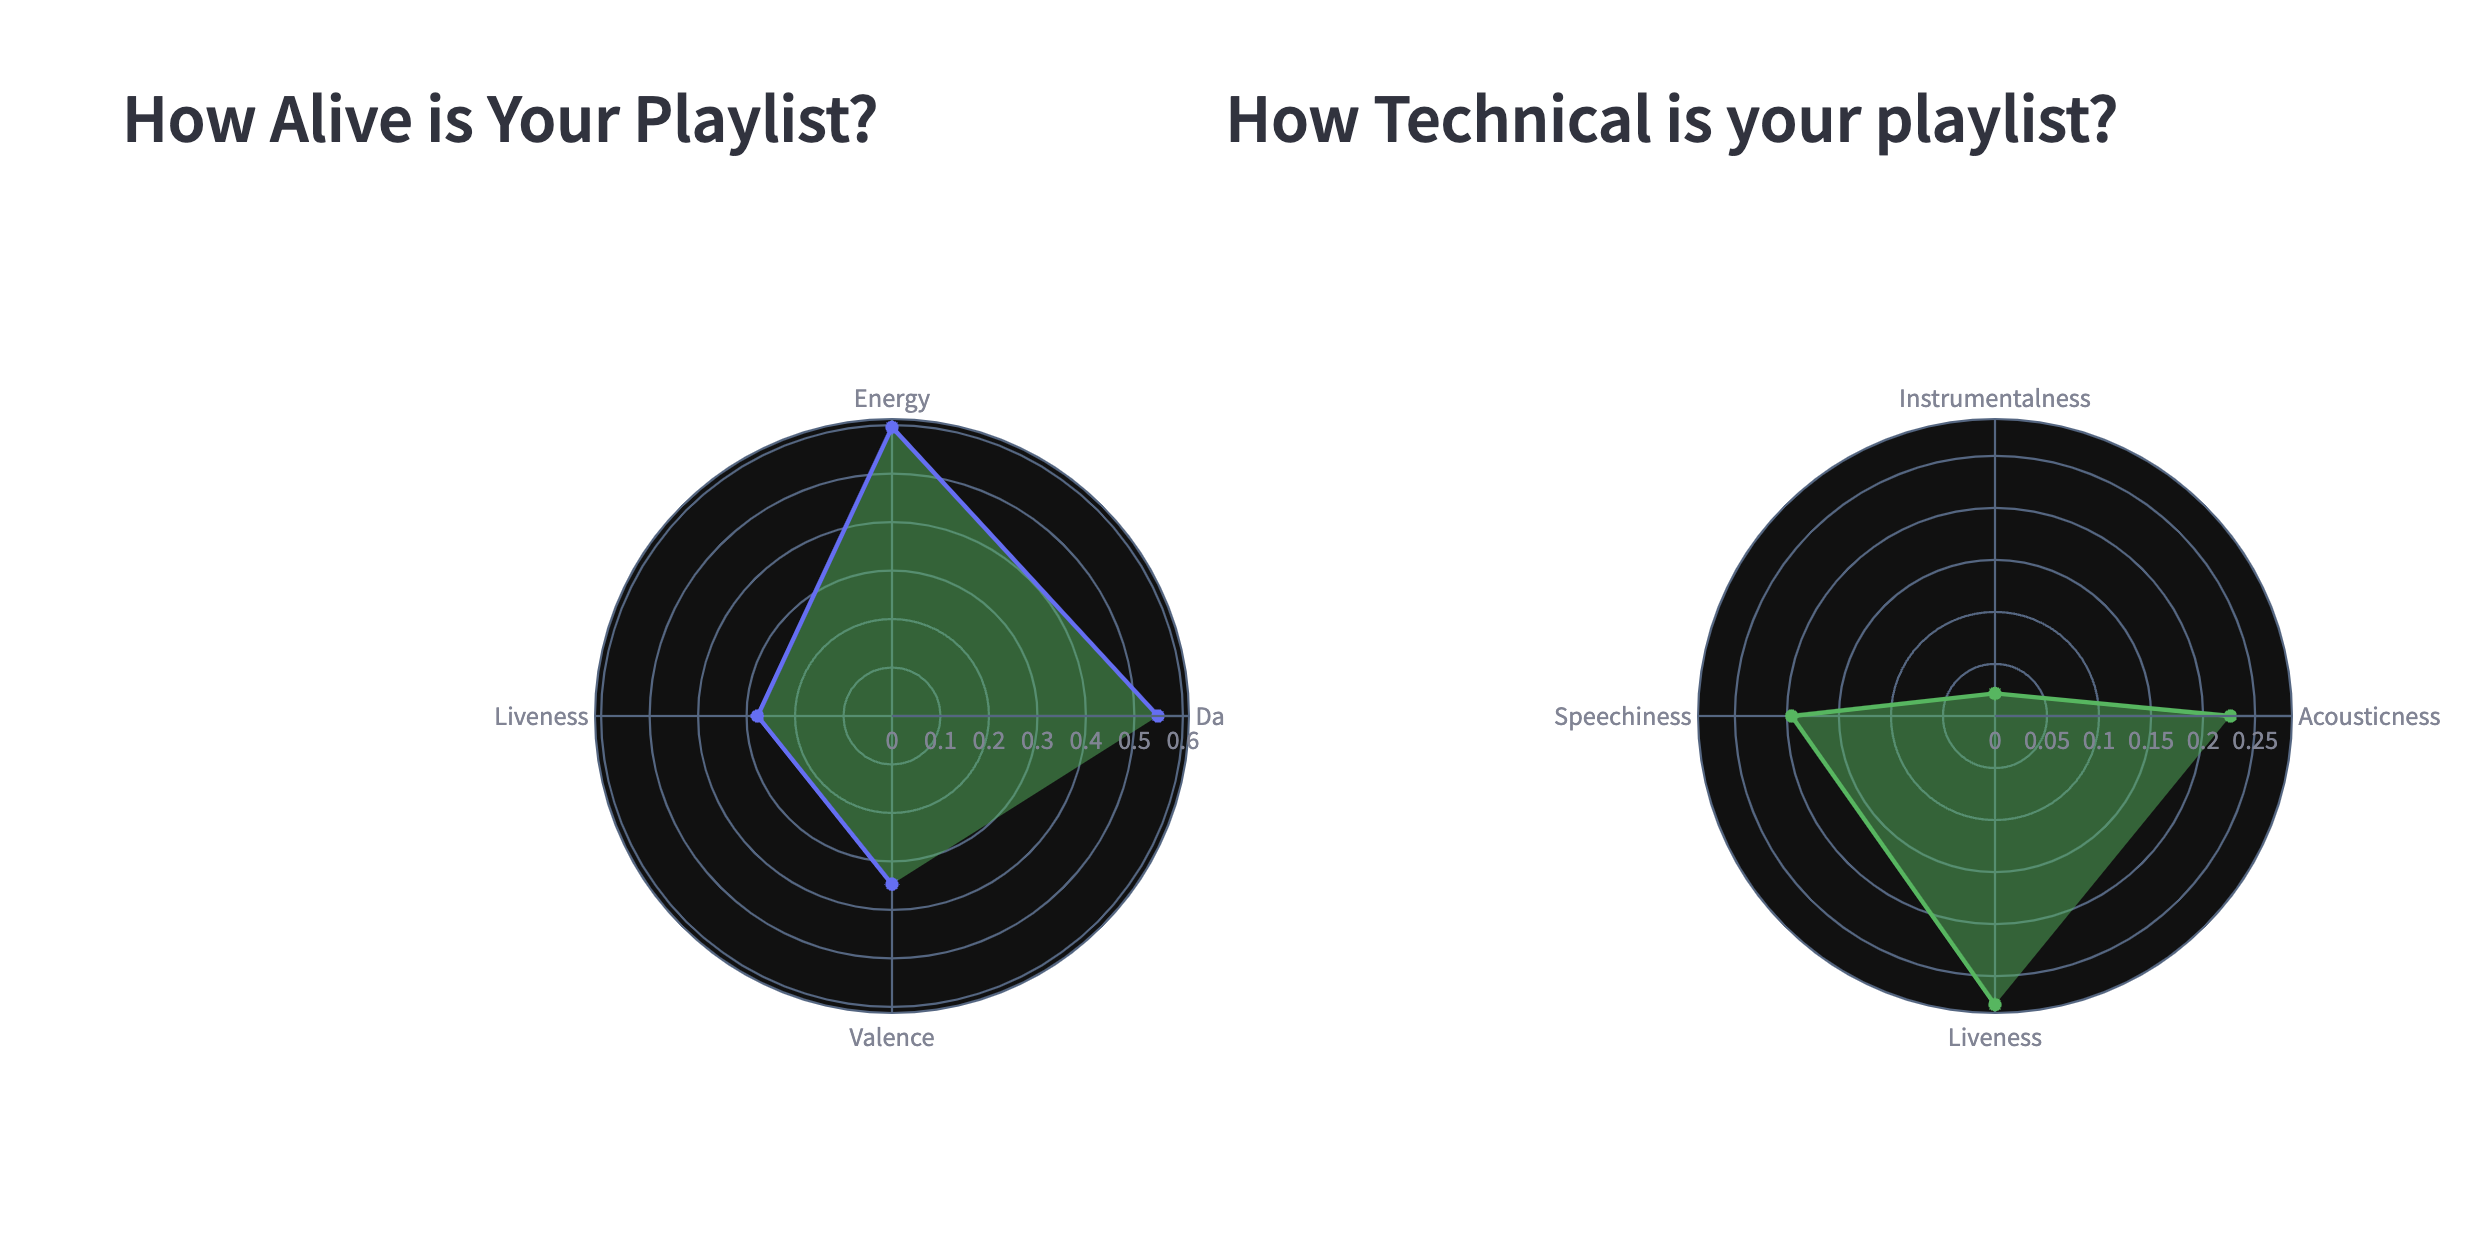 How Alive is Your Playlist?
How Technical is your playlist?
Energy
Liveness
Da
0 0.1 0.2 0.3 0.4 0.5 0.6
Valence
Instrumentalness
Speechiness
Acousticness
0 0.05 0.1 0.15 0.2 0.25
Liveness